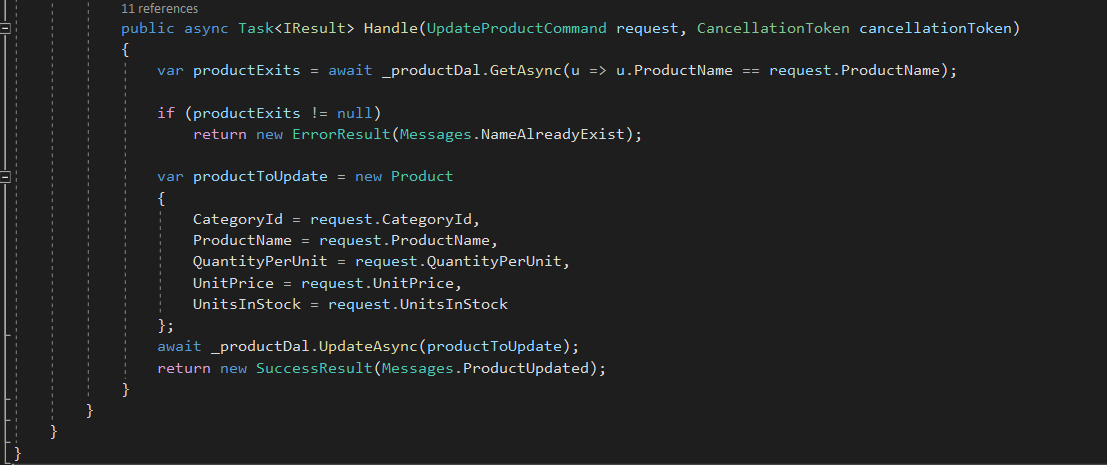 11 references
public async Task<IResult> Handle(UpdateProductCommand request, CancellationToken cancellationToken)
{
var productExits = await _productDal.GetAsync(u => u.ProductName == request.ProductName);
if (productExits != null)
return new ErrorResult(Messages.NameAlreadyExist);
var productToUpdate = new Product
{
CategoryId = request.CategoryId,
ProductName = request.ProductName,
QuantityPerUnit = request.QuantityPerUnit,
UnitPrice = request.UnitPrice,
UnitsInStock = request.UnitsInStock
};
await _productDal.UpdateAsync(productToUpdate);
return new SuccessResult(Messages.ProductUpdated);
}
}
}
}